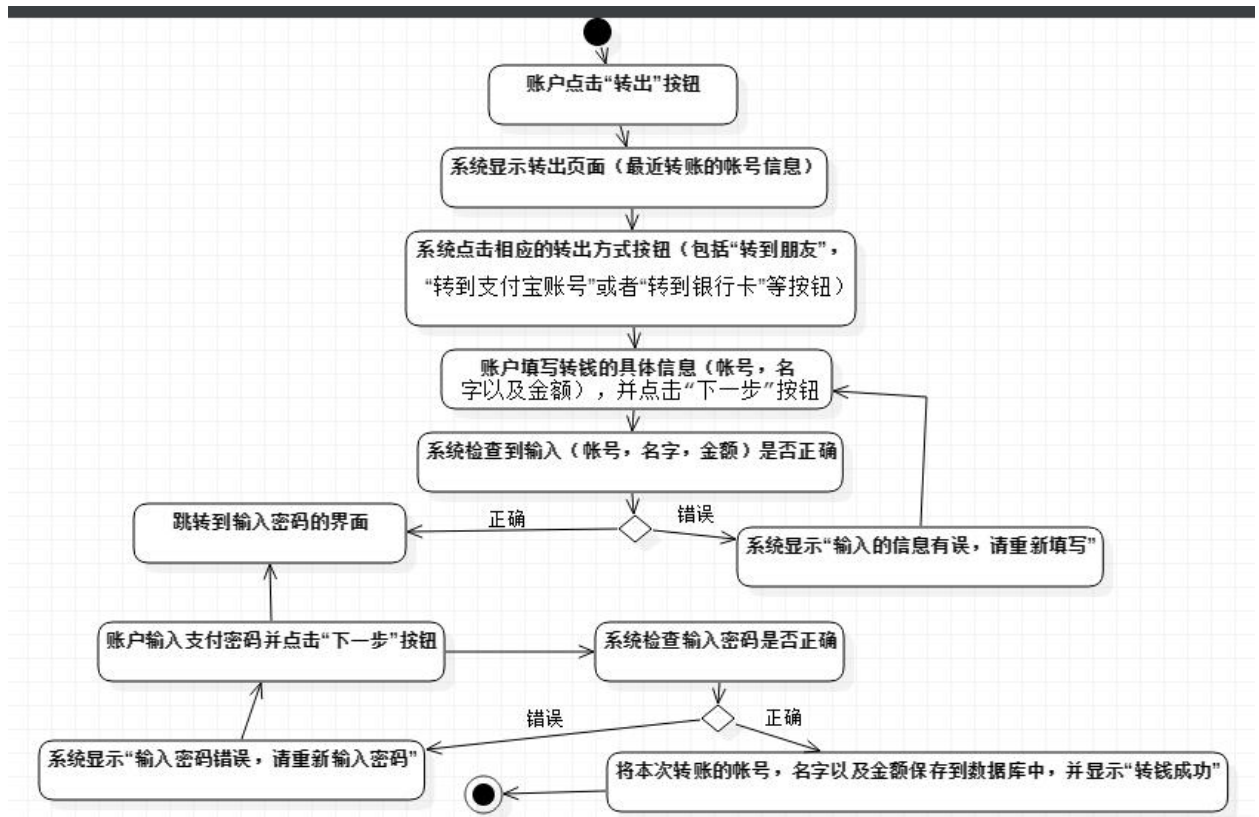 账户点击“转出”按钮
系统显示转出页面（最近转账的帐号信息）
系统点击相应的转出方式按钮（包括“转到朋友”，
“转到支付宝账号”或者“转到银行卡”等按钮）
账户填写转钱的具体信息（帐号，名
字以及金额），并点击“下一步”按钮
系统检查到输入（帐号，名字，金额）是否正确
正确
错误
跳转到输入密码的界面
系统显示“输入的信息有误，请重新填写”
账户输入支付密码并点击“下一步”按钮
系统检查输入密码是否正确
错误
正确
系统显示“输入密码错误，请重新输入密码”
将本次转账的帐号，名字以及金额保存到数据库中，并显示“转钱成功”